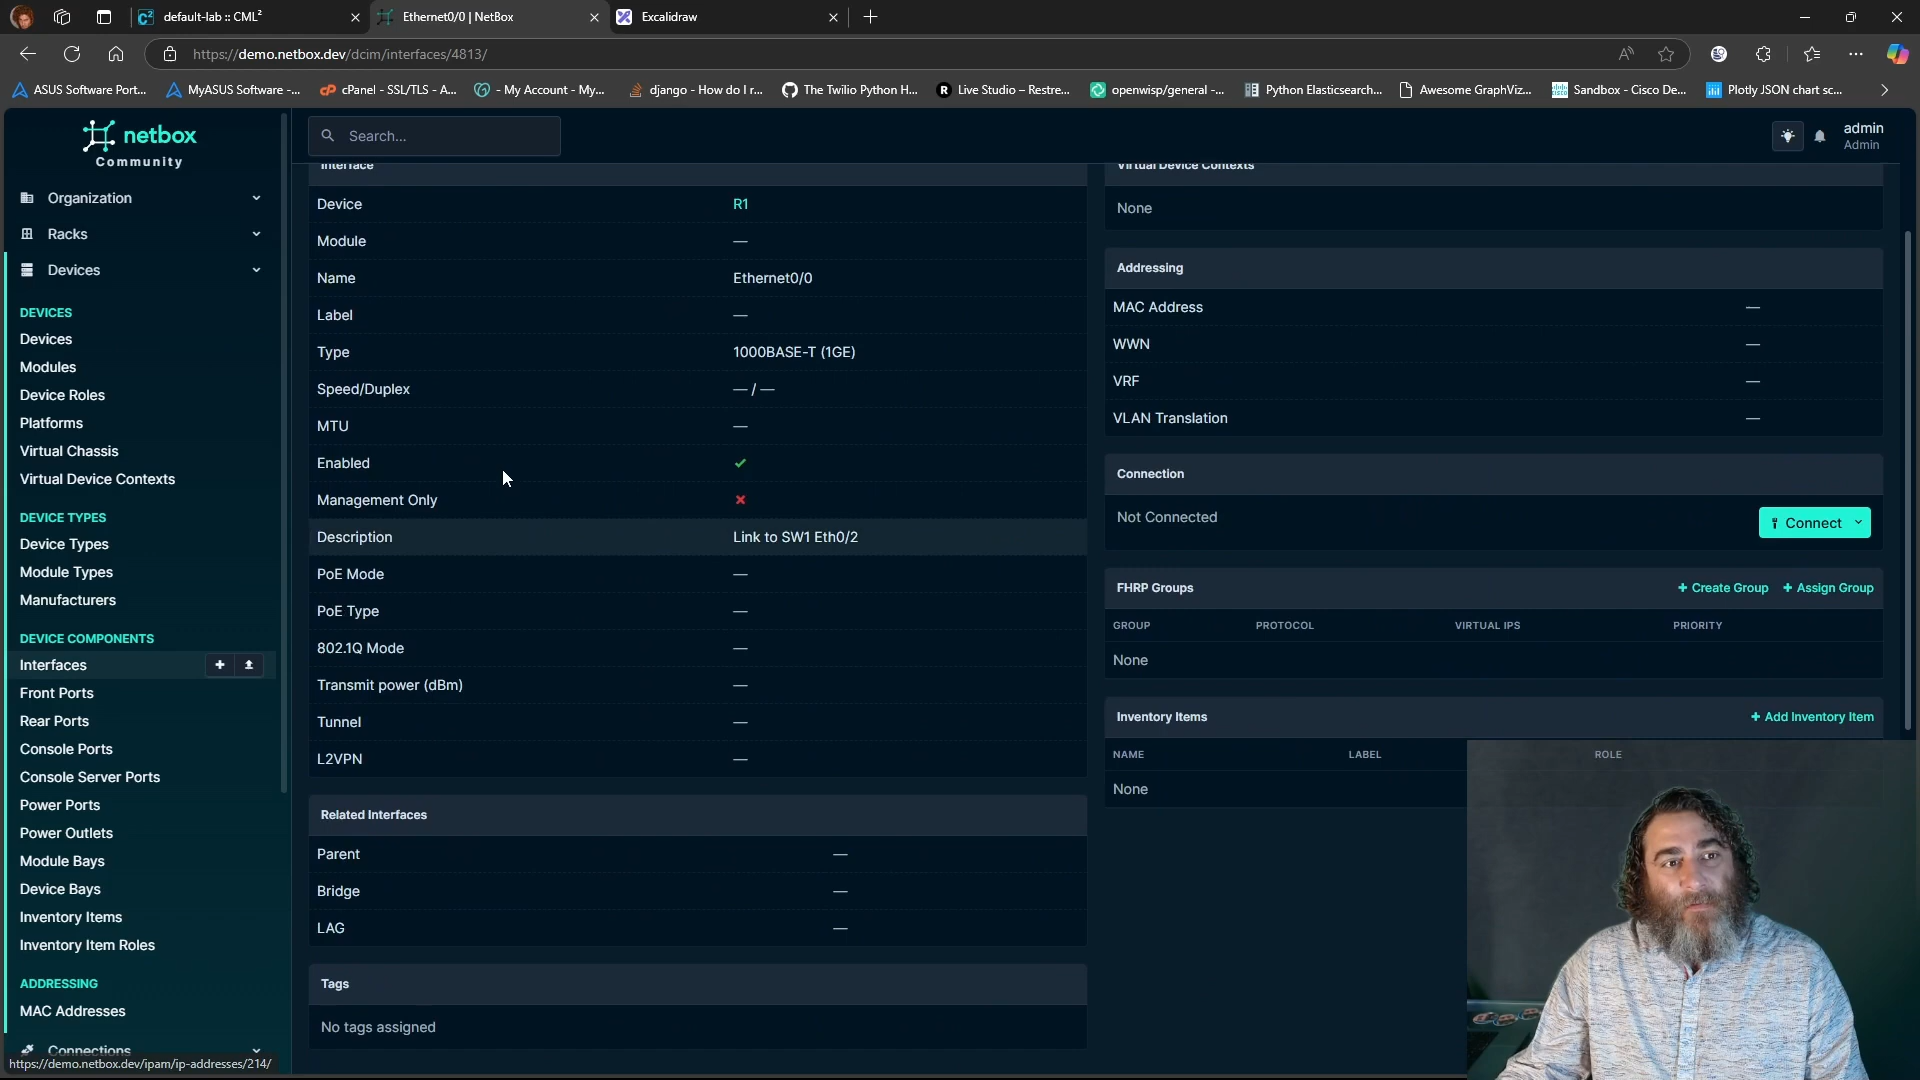 default-lab :: CML²
Ethernet0/0 | NetBox
Excalidraw
https://demo.netbox.dev/dcim/interfaces/4813/
ASUS Software Port...
MyASUS Software -...
cPanel - SSL/TLS - A...
- My Account - My...
django - How do I r...
The Twilio Python H...
Live Studio – Restre...
openwisp/general -...
Python Elasticsearch...
Awesome GraphViz...
Sandbox - Cisco De...
Plotly JSON chart sc...
netbox
Community
Search...
admin
Admin
Organization
Racks
Devices
DEVICES
Devices
Modules
Device Roles
Platforms
Virtual Chassis
Virtual Device Contexts
DEVICE TYPES
Device Types
Module Types
Manufacturers
DEVICE COMPONENTS
Interfaces
Front Ports
Rear Ports
Console Ports
Console Server Ports
Power Ports
Power Outlets
Module Bays
Device Bays
Inventory Items
Inventory Item Roles
ADDRESSING
MAC Addresses
Connections
https://demo.netbox.dev/ipam/ip-addresses/214/
Interface
Device R1
Module —
Name Ethernet0/0
Label —
Type 1000BASE-T (1GE)
Speed/Duplex — / —
MTU —
Enabled
Management Only
Description Link to SW1 Eth0/2
PoE Mode —
PoE Type —
802.1Q Mode —
Transmit power (dBm) —
Tunnel —
L2VPN —
Related Interfaces
Parent —
Bridge —
LAG —
Tags
No tags assigned
Virtual Device Contexts
None
Addressing
MAC Address —
WWN —
VRF —
VLAN Translation —
Connection
Not Connected
Connect
FHRP Groups
+ Create Group + Assign Group
GROUP PROTOCOL VIRTUAL IPS PRIORITY
None
Inventory Items
+ Add Inventory Item
NAME LABEL ROLE
None